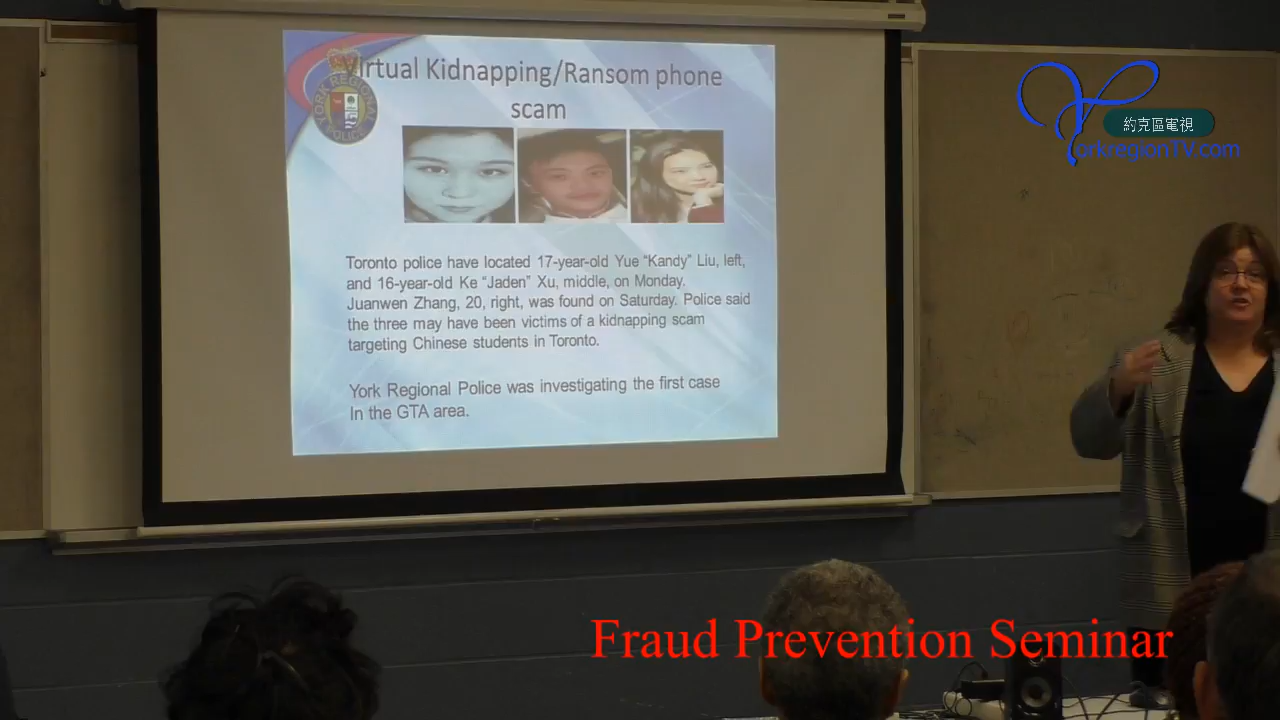 Virtual Kidnapping/Ransom phone
scam
YORK REGIONAL
POLICE
約克區電視
YorkregionTV.com
Toronto police have located 17-year-old Yue “Kandy” Liu, left,
and 16-year-old Ke “Jaden” Xu, middle, on Monday.
Juanwen Zhang, 20, right, was found on Saturday. Police said
the three may have been victims of a kidnapping scam
targeting Chinese students in Toronto.
York Regional Police was investigating the first case
In the GTA area.
Fraud Prevention Seminar